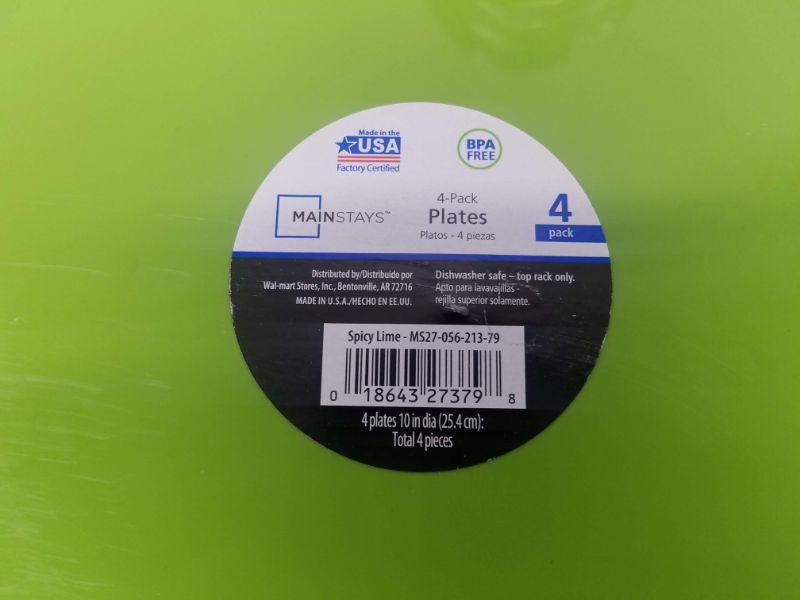 Made in the
USA
Factory Certified
BPA
FREE
MAINSTAYS™
4-Pack
Plates
Platos - 4 piezas
4
pack
Distributed by/Distribuido por
Wal-mart Stores, Inc., Bentonville, AR 72716
MADE IN U.S.A./HECHO EN EE.UU.
Dishwasher safe – top rack only.
Apto para lavavajillas -
rejilla superior solamente.
Spicy Lime - MS27-056-213-79
0 18643 27379 8
4 plates 10 in dia (25.4 cm):
Total 4 pieces